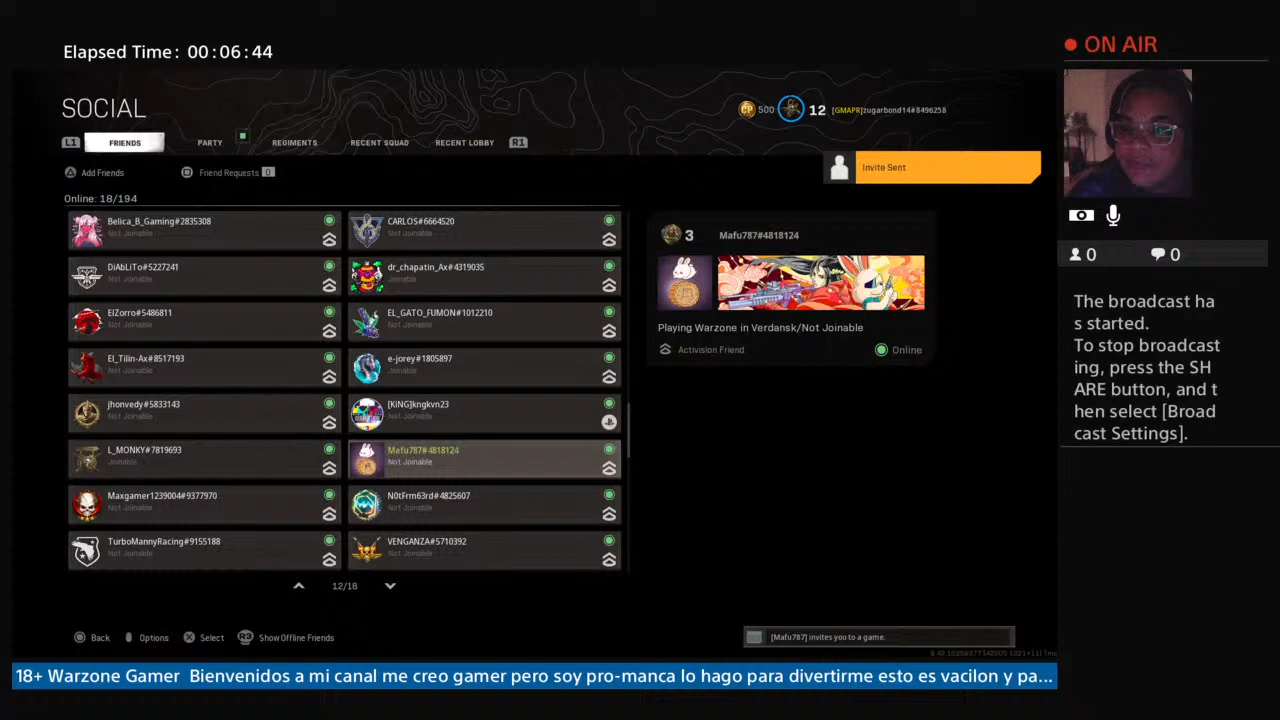 Elapsed Time: 00:06:44
ON AIR
SOCIAL
CP 500 12 [GMAPR]zugarbond14#8496258
L1 FRIENDS PARTY REGIMENTS RECENT SQUAD RECENT LOBBY R1
Add Friends Friend Requests 0
Invite Sent
Online: 18/194
Belica_B_Gaming#2835308
Not Joinable
CARLOS#6664520
Not Joinable
DiAbLiTo#5227241
Not Joinable
dr_chapatin_Ax#4319035
Joinable
ElZorro#5486811
Not Joinable
EL_GATO_FUMON#1012210
Not Joinable
El_Tilin-Ax#8517193
Not Joinable
e-jorey#1805897
Joinable
jhonvedy#5833143
Not Joinable
[KiNG]kngkvn23
Not Joinable
L_MONKY#7819693
Joinable
Mafu787#4818124
Not Joinable
Maxgamer1239004#9377970
Not Joinable
N0tFrm63rd#4825607
Not Joinable
TurboMannyRacing#9155188
Not Joinable
VENGANZA#5710392
Not Joinable
12/18
3 Mafu787#4818124
Playing Warzone in Verdansk/Not Joinable
Activision Friend Online
Back Options Select R3 Show Offline Friends
[Mafu787] invites you to a game.
0 0
The broadcast ha
s started.
To stop broadcast
ing, press the SH
ARE button, and t
hen select [Broad
cast Settings].
18+ Warzone Gamer Bienvenidos a mi canal me creo gamer pero soy pro-manca lo hago para divertirme esto es vacilon y pa...